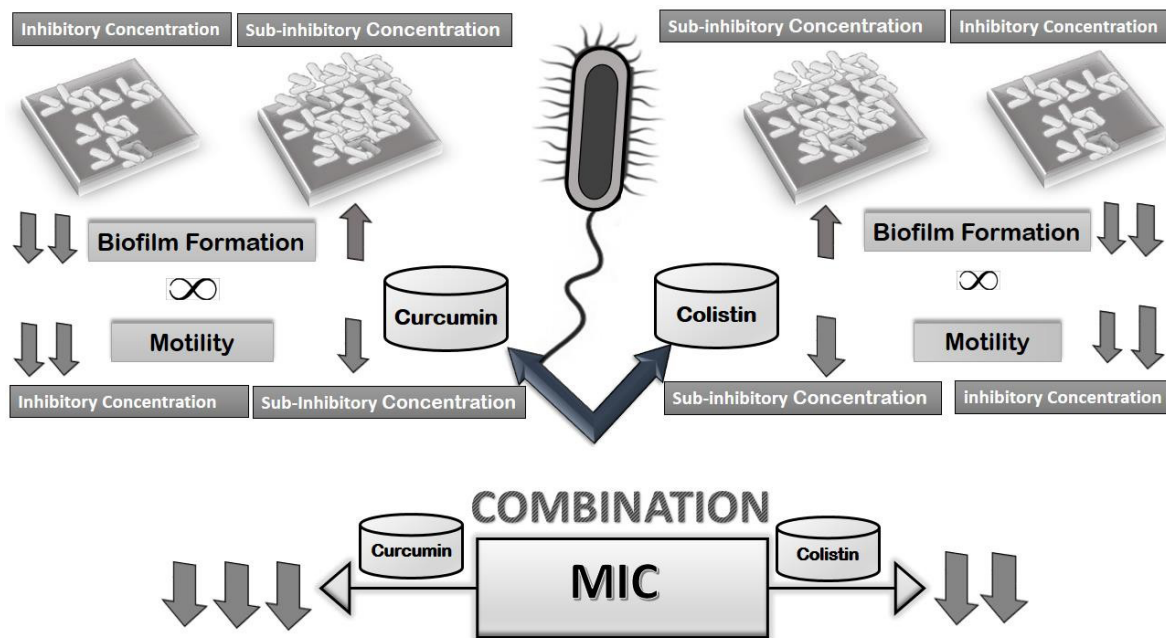 Inhibitory Concentration
Sub-inhibitory Concentration
Sub-inhibitory Concentration
Inhibitory Concentration
Biofilm Formation
Biofilm Formation
∞
∞
Curcumin
Colistin
Motility
Motility
Inhibitory Concentration
Sub-Inhibitory Concentration
Sub-inhibitory Concentration
inhibitory Concentration
COMBINATION
Curcumin
MIC
Colistin